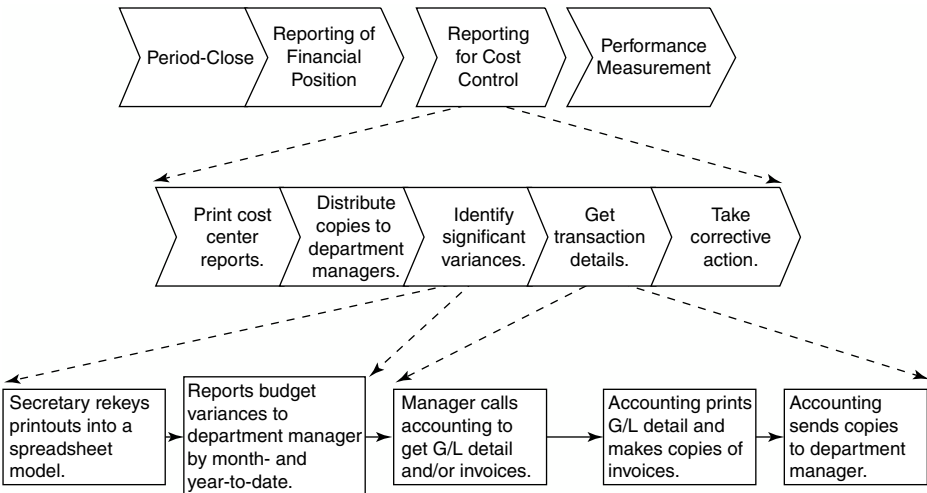 Period-Close
Reporting of
Financial
Position
Reporting
for Cost
Control
Performance
Measurement
Print cost
center
reports.
Distribute
copies to
department
managers.
Identify
significant
variances.
Get
transaction
details.
Take
corrective
action.
Secretary rekeys
printouts into a
spreadsheet
model.
Reports budget
variances to
department manager
by month- and
year-to-date.
Manager calls
accounting to
get G/L detail
and/or invoices.
Accounting prints
G/L detail and
makes copies of
invoices.
Accounting
sends copies
to department
manager.